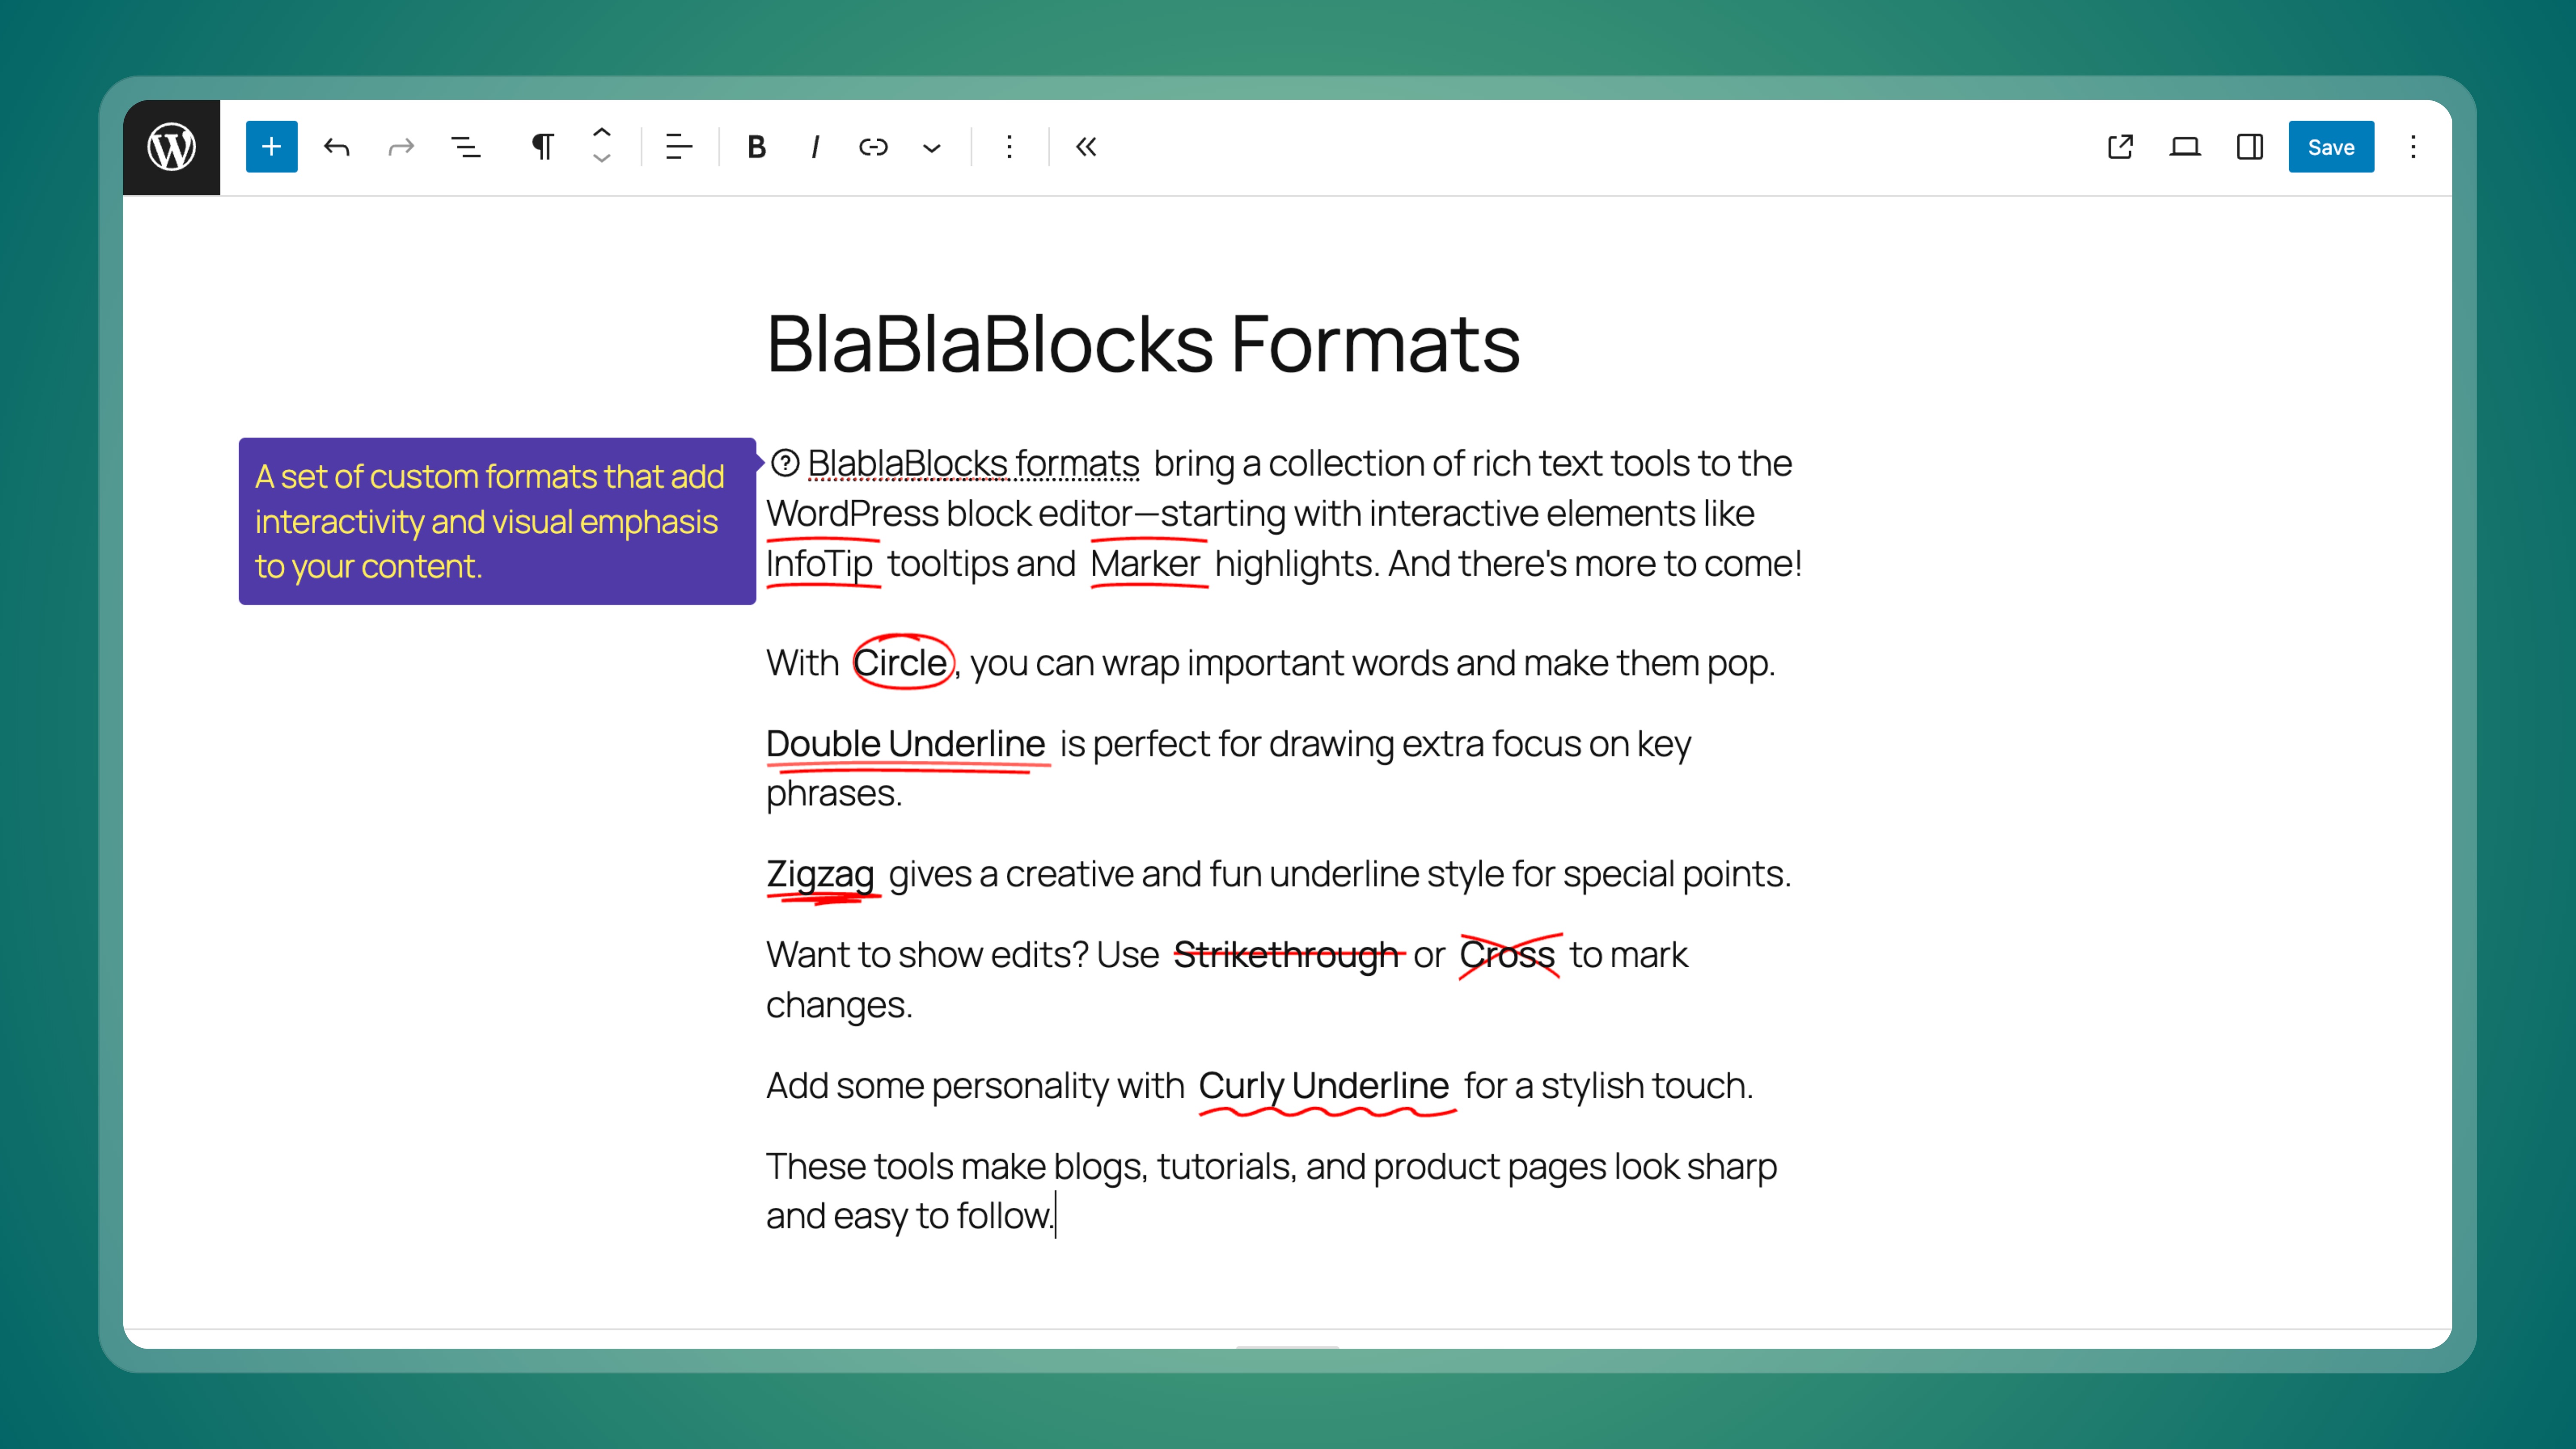 B I Save
BlaBlaBlocks Formats
A set of custom formats that add
interactivity and visual emphasis
to your content.
BlablaBlocks formats bring a collection of rich text tools to the
WordPress block editor—starting with interactive elements like
InfoTip tooltips and Marker highlights. And there's more to come!
With Circle, you can wrap important words and make them pop.
Double Underline is perfect for drawing extra focus on key
phrases.
Zigzag gives a creative and fun underline style for special points.
Want to show edits? Use Strikethrough or Cross to mark
changes.
Add some personality with Curly Underline for a stylish touch.
These tools make blogs, tutorials, and product pages look sharp
and easy to follow.